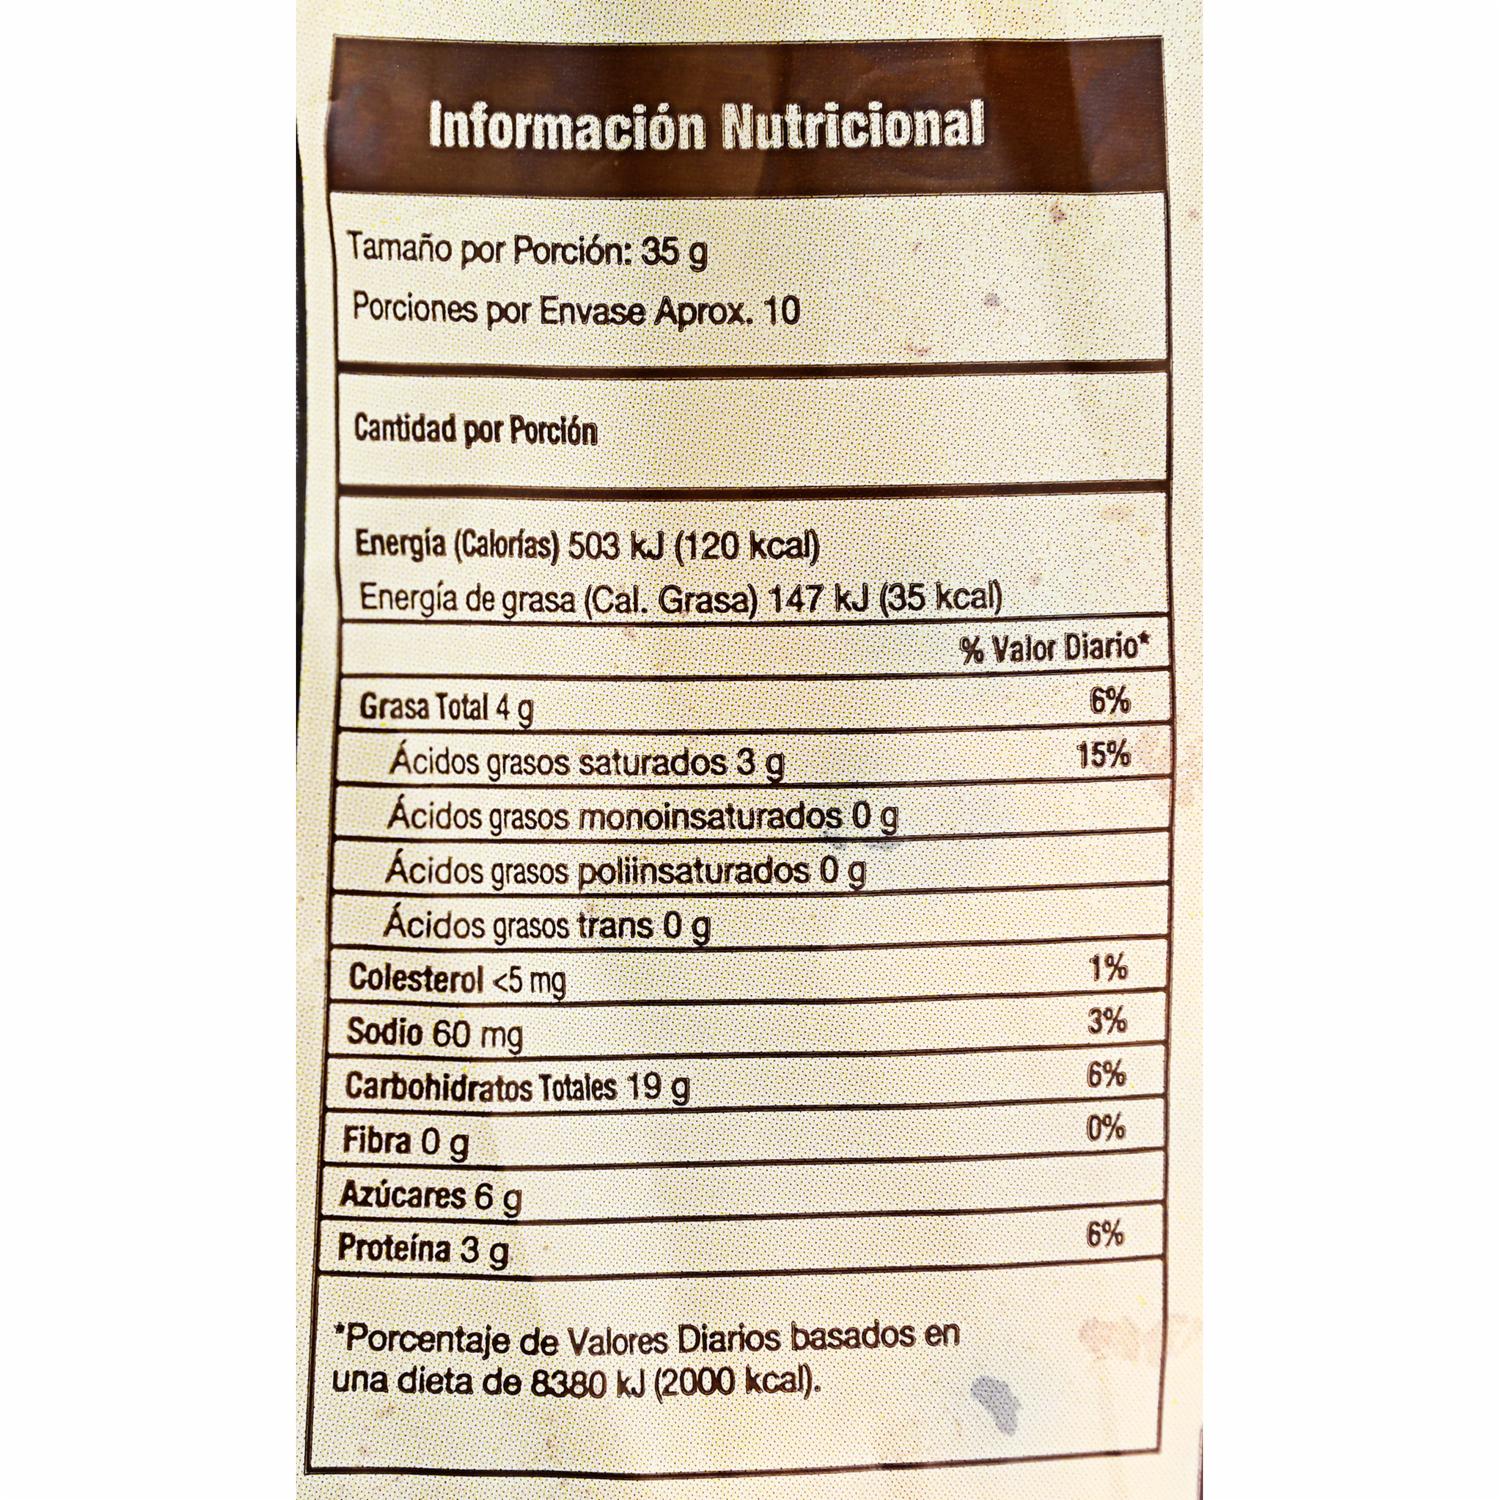 Información Nutricional
Tamaño por Porción: 35 g
Porciones por Envase Aprox. 10
Cantidad por Porción
Energía (Calorías) 503 kJ (120 kcal)
Energía de grasa (Cal. Grasa) 147 kJ (35 kcal)
% Valor Diario*
Grasa Total 4 g 6%
Ácidos grasos saturados 3 g 15%
Ácidos grasos monoinsaturados 0 g
Ácidos grasos poliinsaturados 0 g
Ácidos grasos trans 0 g
Colesterol <5 mg 1%
Sodio 60 mg 3%
Carbohidratos Totales 19 g 6%
Fibra 0 g 0%
Azúcares 6 g
Proteína 3 g 6%
*Porcentaje de Valores Diarios basados en
una dieta de 8380 kJ (2000 kcal).